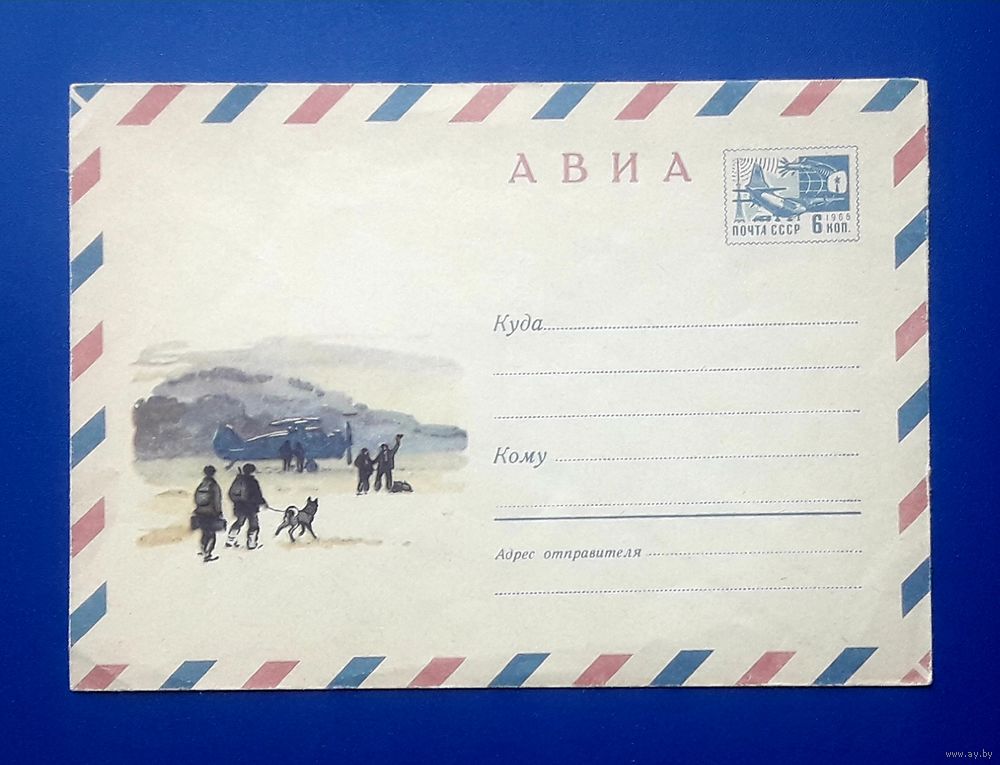 АВИА
1966
ПОЧТА СССР 6 КОП.
Куда
Кому
Адрес отправителя
www.ay.by